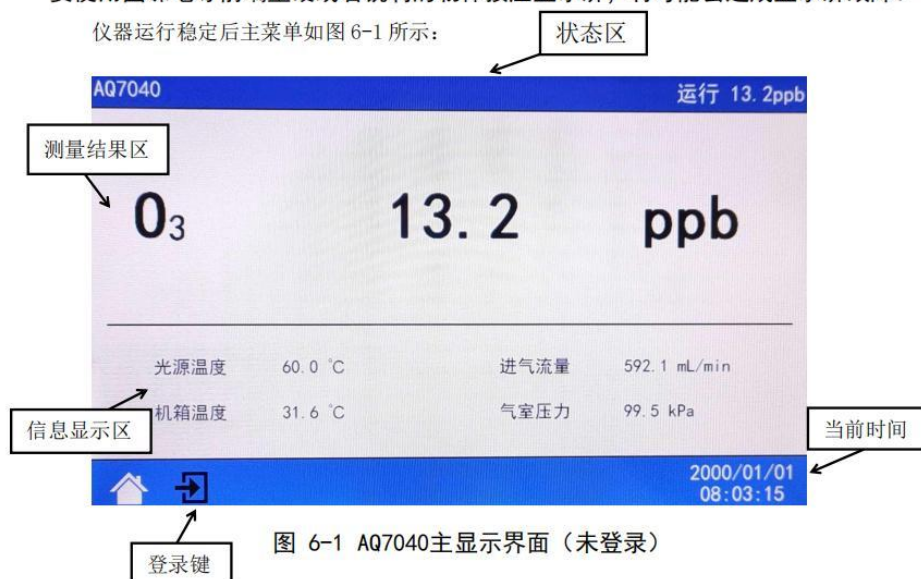 仪器运行稳定后主菜单如图 6-1 所示：
状态区
AQ7040
运行 13.2ppb
测量结果区
O3 13.2 ppb
光源温度 60.0 ℃ 进气流量 592.1 mL/min
机箱温度 31.6 ℃ 气室压力 99.5 kPa
信息显示区
当前时间
2000/01/01
08:03:15
图 6-1 AQ7040主显示界面（未登录）
登录键